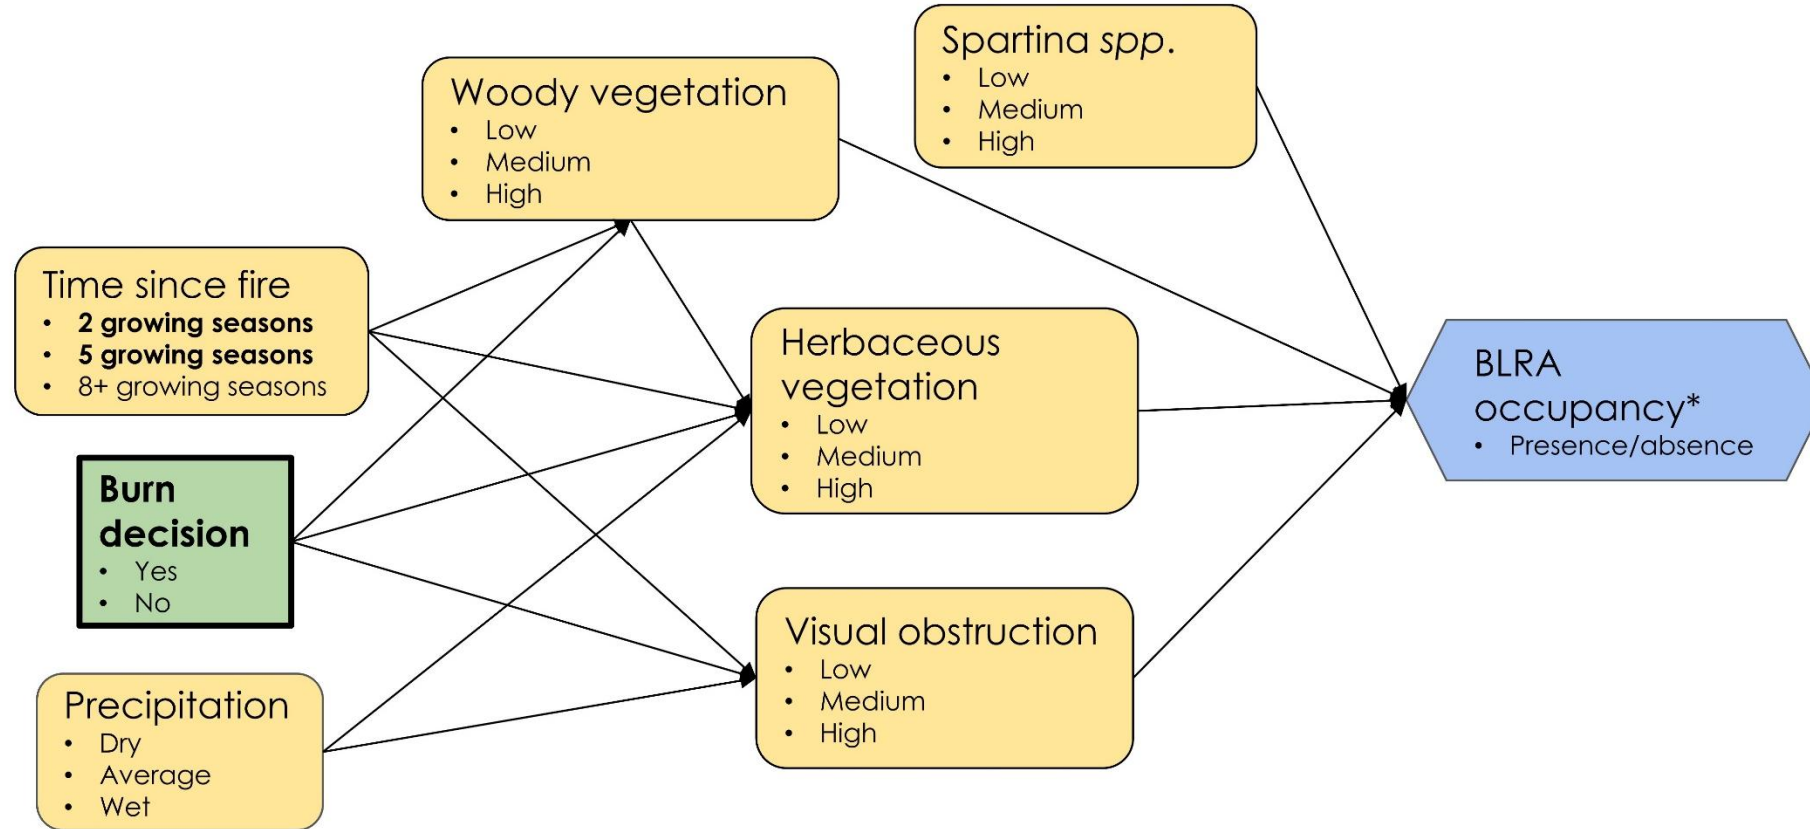 Spartina spp.
• Low
• Medium
• High
Woody vegetation
• Low
• Medium
• High
Time since fire
• 2 growing seasons
• 5 growing seasons
• 8+ growing seasons
Herbaceous
vegetation
• Low
• Medium
• High
BLRA
occupancy*
• Presence/absence
Burn
decision
• Yes
• No
Visual obstruction
• Low
• Medium
• High
Precipitation
• Dry
• Average
• Wet